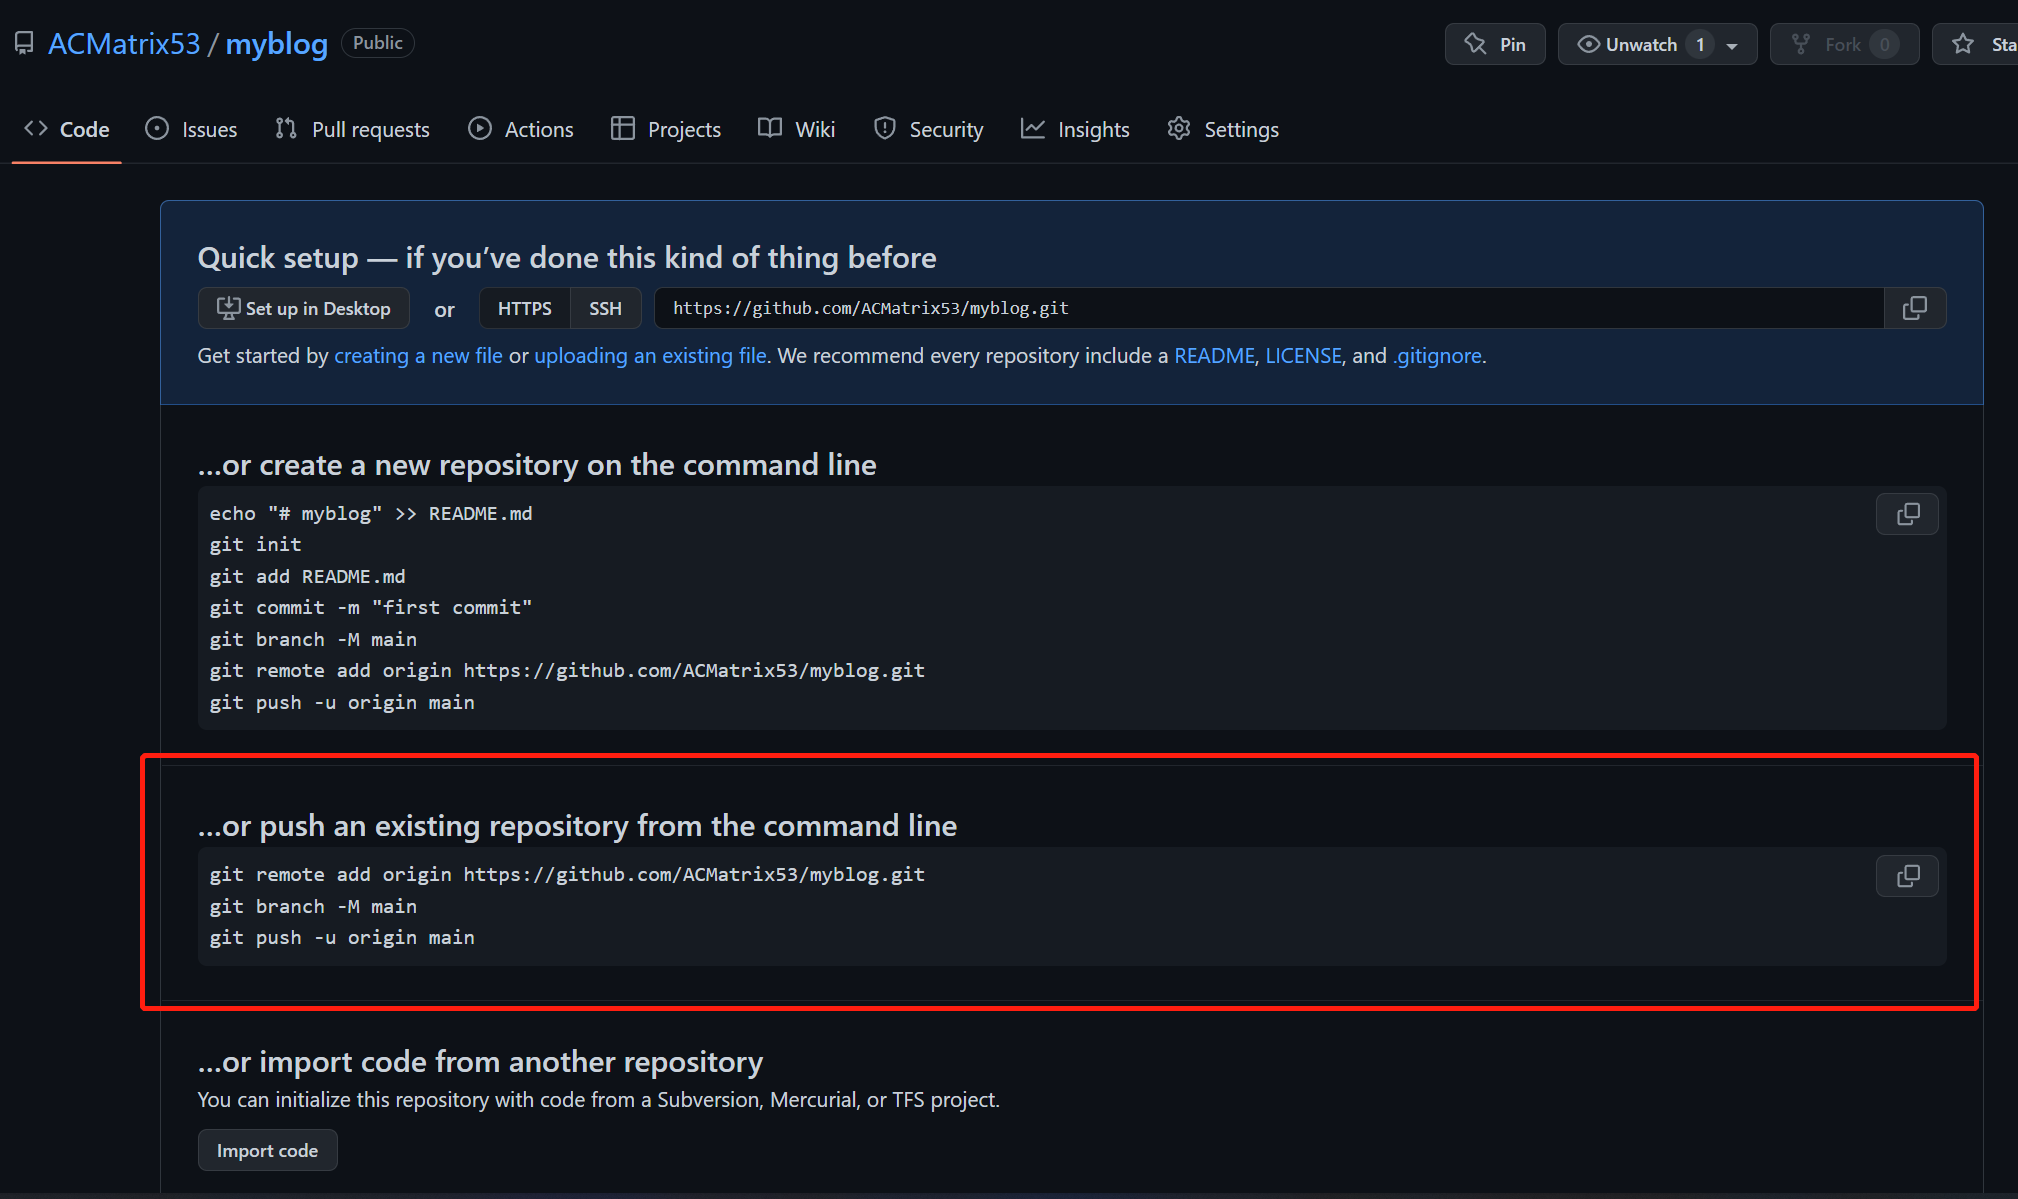 ACMatrix53 / myblog Public
Pin Unwatch 1 Fork 0
Code Issues Pull requests Actions Projects Wiki Security Insights Settings
Quick setup — if you’ve done this kind of thing before
Set up in Desktop or HTTPS SSH https://github.com/ACMatrix53/myblog.git
Get started by creating a new file or uploading an existing file. We recommend every repository include a README, LICENSE, and .gitignore.
…or create a new repository on the command line
echo "# myblog" >> README.md
git init
git add README.md
git commit -m "first commit"
git branch -M main
git remote add origin https://github.com/ACMatrix53/myblog.git
git push -u origin main
…or push an existing repository from the command line
git remote add origin https://github.com/ACMatrix53/myblog.git
git branch -M main
git push -u origin main
…or import code from another repository
You can initialize this repository with code from a Subversion, Mercurial, or TFS project.
Import code